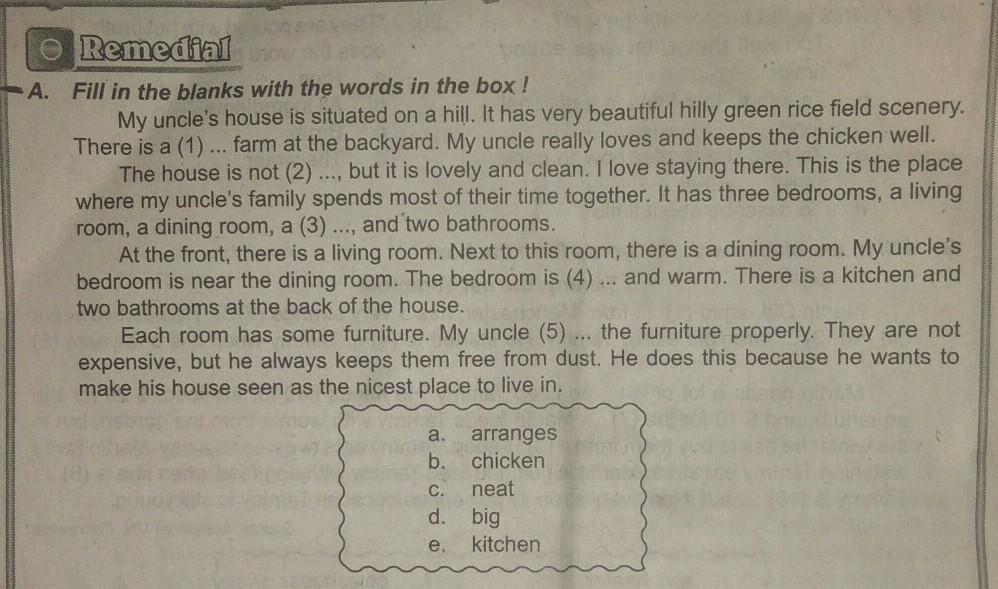 Remedial
A. Fill in the blanks with the words in the box !
My uncle's house is situated on a hill. It has very beautiful hilly green rice field scenery.
There is a (1) ... farm at the backyard. My uncle really loves and keeps the chicken well.
The house is not (2) ..., but it is lovely and clean. I love staying there. This is the place
where my uncle's family spends most of their time together. It has three bedrooms, a living
room, a dining room, a (3) ..., and two bathrooms.
At the front, there is a living room. Next to this room, there is a dining room. My uncle's
bedroom is near the dining room. The bedroom is (4) ... and warm. There is a kitchen and
two bathrooms at the back of the house.
Each room has some furniture. My uncle (5) ... the furniture properly. They are not
expensive, but he always keeps them free from dust. He does this because he wants to
make his house seen as the nicest place to live in.
a. arranges
b. chicken
c. neat
d. big
e. kitchen